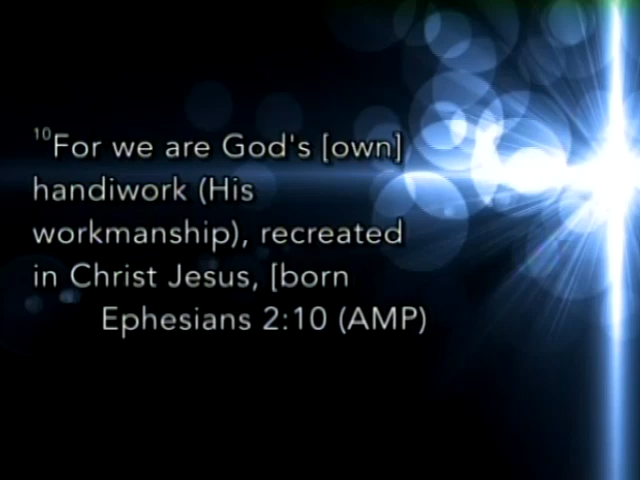 10For we are God's [own]
handiwork (His
workmanship), recreated
in Christ Jesus, [born
Ephesians 2:10 (AMP)